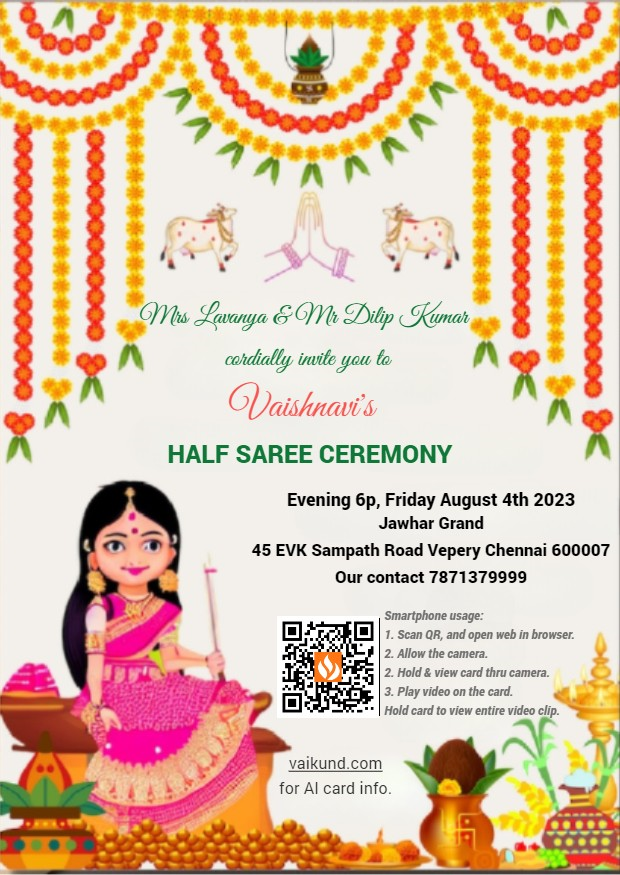 Mrs Lavanya & Mr Dilip Kumar
cordially invite you to
Vaishnavi's
HALF SAREE CEREMONY
Evening 6p, Friday August 4th 2023
Jawhar Grand
45 EVK Sampath Road Vepery Chennai 600007
Our contact 7871379999
Smartphone usage:
1. Scan QR, and open web in browser.
2. Allow the camera.
2. Hold & view card thru camera.
3. Play video on the card.
Hold card to view entire video clip.
vaikund.com
for AI card info.